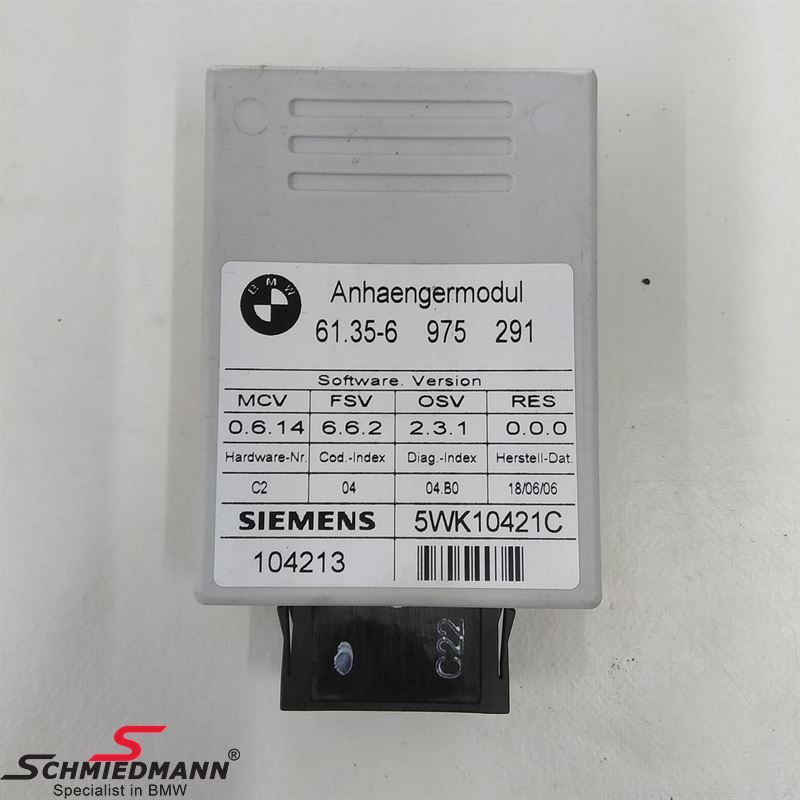 BMW
Anhaengermodul
61.35-6 975 291
Software. Version
MCV FSV OSV RES
0.6.14 6.6.2 2.3.1 0.0.0
Hardware-Nr. Cod.-Index Diag.-Index Herstell-Dat.
C2 04 04.B0 18/06/06
SIEMENS 5WK10421C
104213
C22
S
SCHMIEDMANN®
Specialist in BMW